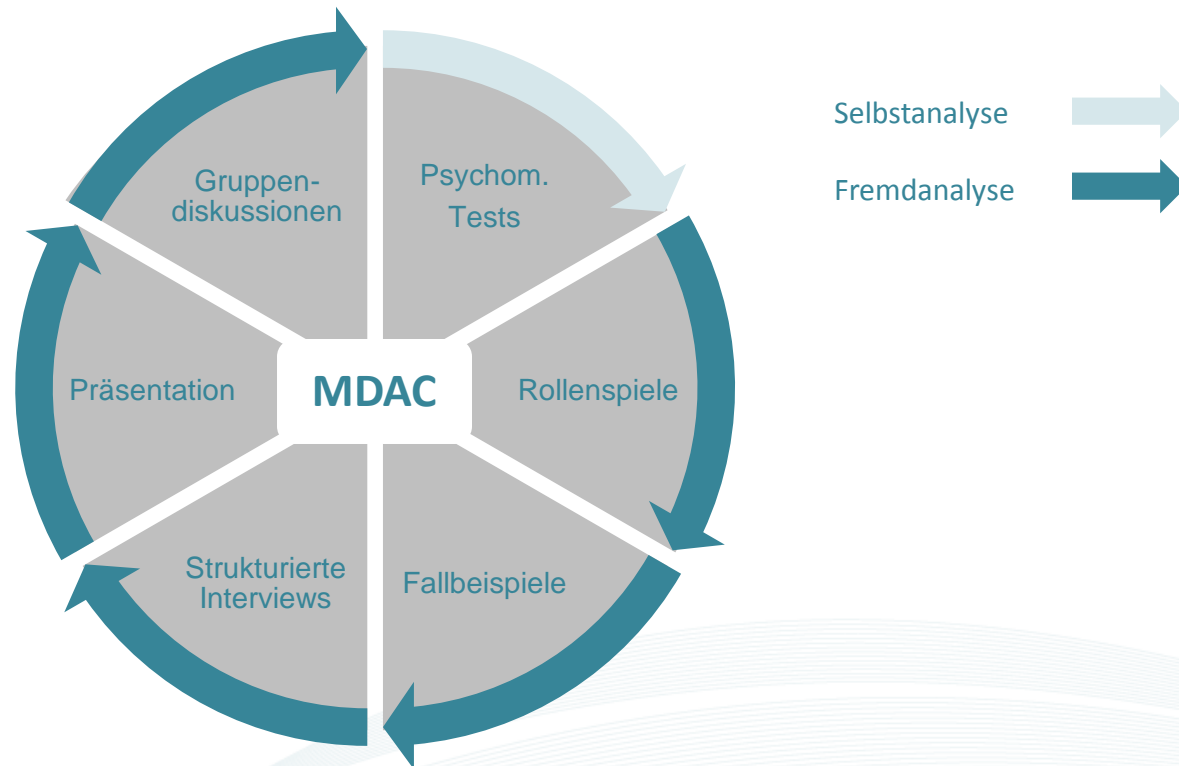 Gruppen-
diskussionen
Psychom.
Tests
Rollenspiele
Fallbeispiele
Strukturierte
Interviews
Präsentation
MDAC
Selbstanalyse
Fremdanalyse